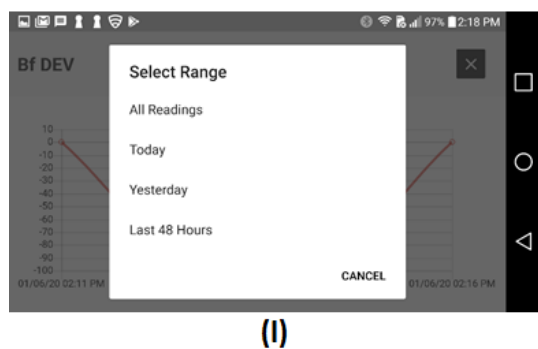 97% 2:18 PM
Bf DEV
Select Range
All Readings
Today
Yesterday
Last 48 Hours
CANCEL
10
0
-10
-20
-30
-40
-50
-60
-70
-80
-90
-100
01/06/20 02:11 PM
01/06/20 02:16 PM
(I)